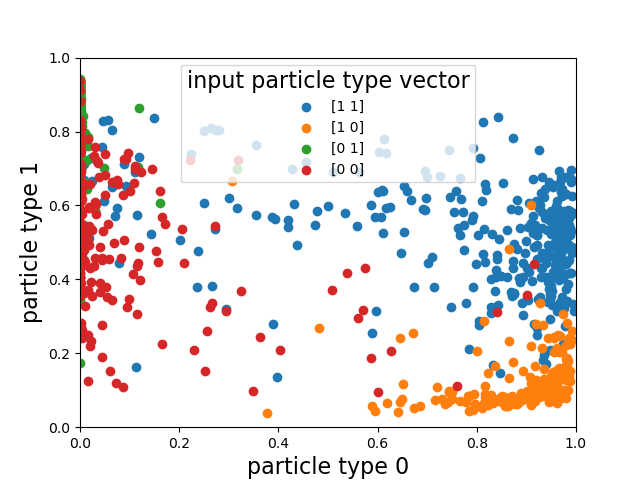 input particle type vector
[1 1]
[1 0]
[0 1]
[0 0]
particle type 1
1.0
0.8
0.6
0.4
0.2
0.0
0.0 0.2 0.4 0.6 0.8 1.0
particle type 0